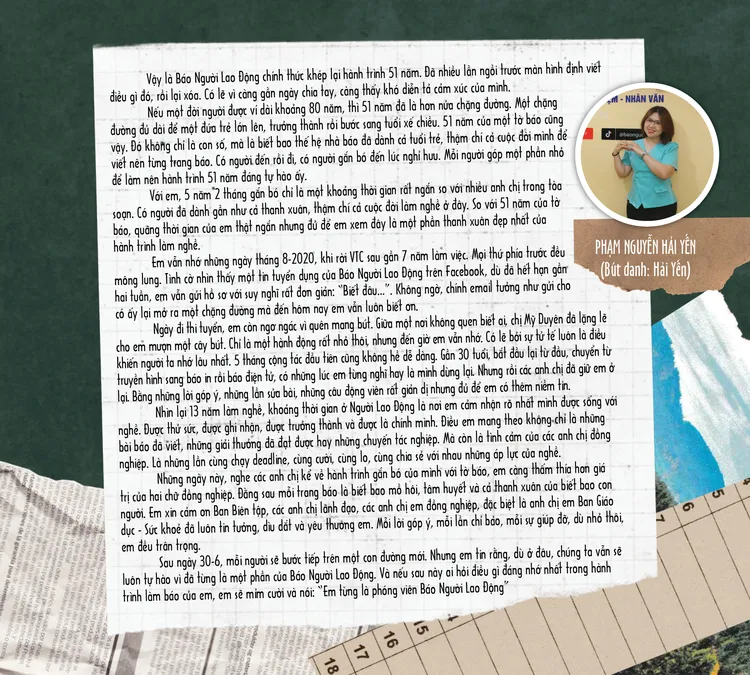 Vậy là Báo Người Lao Động chính thức khép lại hành trình 51 năm. Đã nhiều lần ngồi trước màn hình định viết
điều gì đó, rồi lại xóa. Có lẽ vì càng gần ngày chia tay, càng thấy khó diễn tả cảm xúc của mình.
Nếu một đời người được ví dài khoảng 80 năm, thì 51 năm đã là hơn nửa chặng đường. Một chặng
đường đủ dài để một đứa trẻ lớn lên, trưởng thành rồi bước sang tuổi xế chiều. 51 năm của một tờ báo cũng
vậy. Đó không chỉ là con số, mà là biết bao thế hệ nhà báo đã dành cả tuổi trẻ, thậm chí cả cuộc đời mình để
viết nên từng trang báo. Có người đến rồi đi, có người gắn bó đến lúc nghỉ hưu. Mỗi người góp một phần nhỏ
để làm nên hành trình 51 năm đáng tự hào ấy.
Với em, 5 năm 2 tháng gắn bó chỉ là một khoảng thời gian rất ngắn so với nhiều anh chị trong tòa
soạn. Có người đã dành gần như cả thanh xuân, thậm chí cả cuộc đời làm nghề ở đây. So với 51 năm của tờ
báo, quãng thời gian của em thật ngắn nhưng đủ để em xem đây là một phần thanh xuân đẹp nhất của
hành trình làm nghề.
Em vẫn nhớ những ngày tháng 8-2020, khi rời VTC sau gần 7 năm làm việc. Mọi thứ phía trước đều
mông lung. Tình cờ nhìn thấy một tin tuyển dụng của Báo Người Lao Động trên Facebook, dù đã hết hạn gần
hai tuần, em vẫn gửi hồ sơ với suy nghĩ rất đơn giản: "Biết đâu...". Không ngờ, chính email tưởng như gửi cho
có ấy lại mở ra một chặng đường mà đến hôm nay em vẫn luôn biết ơn.
Ngày đi thi tuyển, em còn ngơ ngác vì quên mang bút. Giữa một nơi không quen biết ai, chị Mỹ Duyên đã lặng lẽ
cho em mượn một cây bút. Chỉ là một hành động rất nhỏ thôi, nhưng đến giờ em vẫn nhớ. Có lẽ bởi sự tử tế luôn là điều
khiến người ta nhớ lâu nhất. 5 tháng cộng tác đầu tiên cũng không hề dễ dàng. Gần 30 tuổi, bắt đầu lại từ đầu, chuyển từ
truyền hình sang báo in rồi báo điện tử, có những lúc em từng nghĩ hay là mình dừng lại. Nhưng rồi các anh chị đã giữ em ở
lại. Bằng những lời góp ý, những lần sửa bài, những câu động viên rất giản dị nhưng đủ để em có thêm niềm tin.
Nhìn lại 13 năm làm nghề, khoảng thời gian ở Người Lao Động là nơi em cảm nhận rõ nhất mình được sống với
nghề. Được thử sức, được ghi nhận, được trưởng thành và được là chính mình. Điều em mang theo không chỉ là những
bài báo đã viết, những giải thưởng đã đạt được hay những chuyến tác nghiệp. Mà còn là tình cảm của các anh chị đồng
nghiệp. Là những lần cùng chạy deadline, cùng cười, cùng lo, cùng chia sẻ với nhau những áp lực của nghề.
Những ngày này, nghe các anh chị kể về hành trình gắn bó của mình với tờ báo, em càng thấm thía hơn giá
trị của hai chữ đồng nghiệp. Đằng sau mỗi trang báo là biết bao mồ hôi, tâm huyết và cả thanh xuân của biết bao con
người. Em xin cảm ơn Ban Biên tập, các anh chị lãnh đạo, các anh chị em đồng nghiệp, đặc biệt là anh chị em Ban Giáo
dục - Sức khoẻ đã luôn tin tưởng, dìu dắt và yêu thương em. Mỗi lời góp ý, mỗi lần chỉ bảo, mỗi sự giúp đỡ, dù nhỏ thôi,
em đều trân trọng.
Sau ngày 30-6, mỗi người sẽ bước tiếp trên một con đường mới. Nhưng em tin rằng, dù ở đâu, chúng ta vẫn sẽ
luôn tự hào vì đã từng là một phần của Báo Người Lao Động. Và nếu sau này ai hỏi điều gì đáng nhớ nhất trong hành
trình làm báo của em, em sẽ mỉm cười và nói: "Em từng là phóng viên Báo Người Lao Động"
- NHÂN VĂN
PHẠM NGUYỄN HẢI YẾN
(Bút danh: Hải Yến)
5
14
15
16
17
18